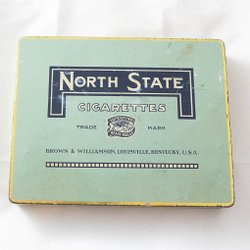 NORTH STATE
CIGARETTES
TRADE MARK
BROWN & WILLIAMSON, LOUISVILLE, KENTUCKY, U.S.A.